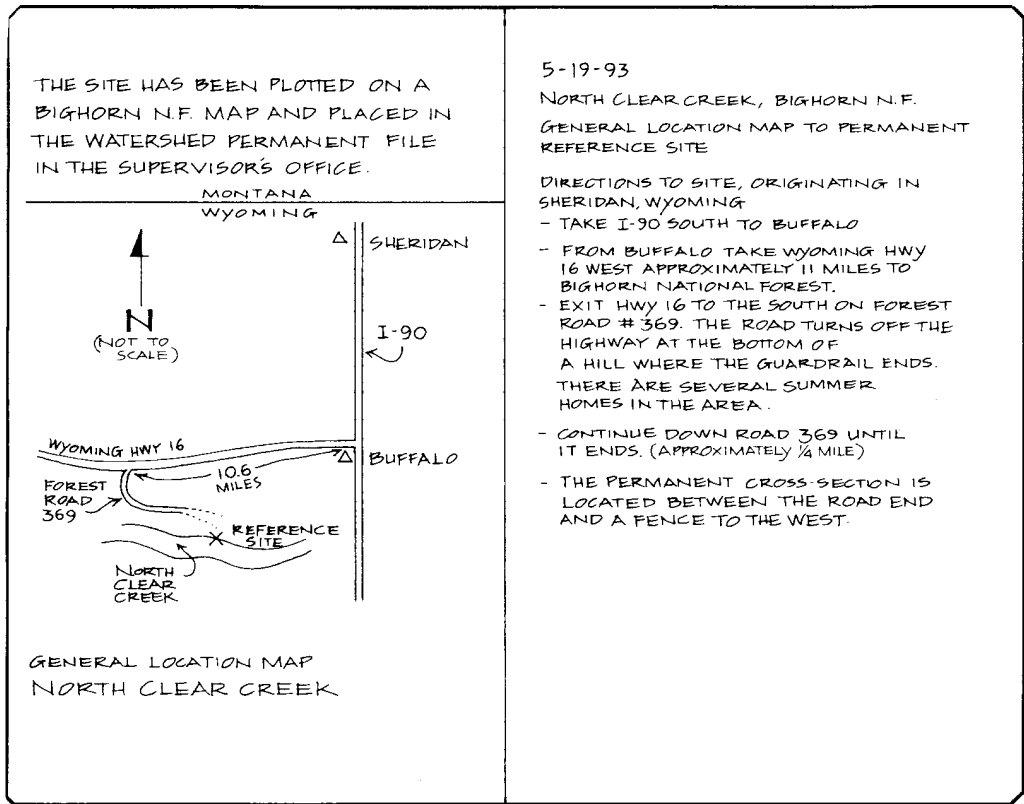 THE SITE HAS BEEN PLOTTED ON A
BIGHORN N.F. MAP AND PLACED IN
THE WATERSHED PERMANENT FILE
IN THE SUPERVISOR'S OFFICE.
MONTANA
WYOMING
SHERIDAN
N
(NOT TO
SCALE)
I-90
WYOMING HWY 16
BUFFALO
10.6
MILES
FOREST
ROAD
369
REFERENCE
SITE
NORTH
CLEAR
CREEK
GENERAL LOCATION MAP
NORTH CLEAR CREEK
5-19-93
NORTH CLEAR CREEK, BIGHORN N.F.
GENERAL LOCATION MAP TO PERMANENT
REFERENCE SITE
DIRECTIONS TO SITE, ORIGINATING IN
SHERIDAN, WYOMING
- TAKE I-90 SOUTH TO BUFFALO
- FROM BUFFALO TAKE WYOMING HWY
16 WEST APPROXIMATELY 11 MILES TO
BIGHORN NATIONAL FOREST.
- EXIT HWY 16 TO THE SOUTH ON FOREST
ROAD # 369. THE ROAD TURNS OFF THE
HIGHWAY AT THE BOTTOM OF
A HILL WHERE THE GUARDRAIL ENDS.
THERE ARE SEVERAL SUMMER
HOMES IN THE AREA.
- CONTINUE DOWN ROAD 369 UNTIL
IT ENDS. (APPROXIMATELY ¼ MILE)
- THE PERMANENT CROSS-SECTION IS
LOCATED BETWEEN THE ROAD END
AND A FENCE TO THE WEST.